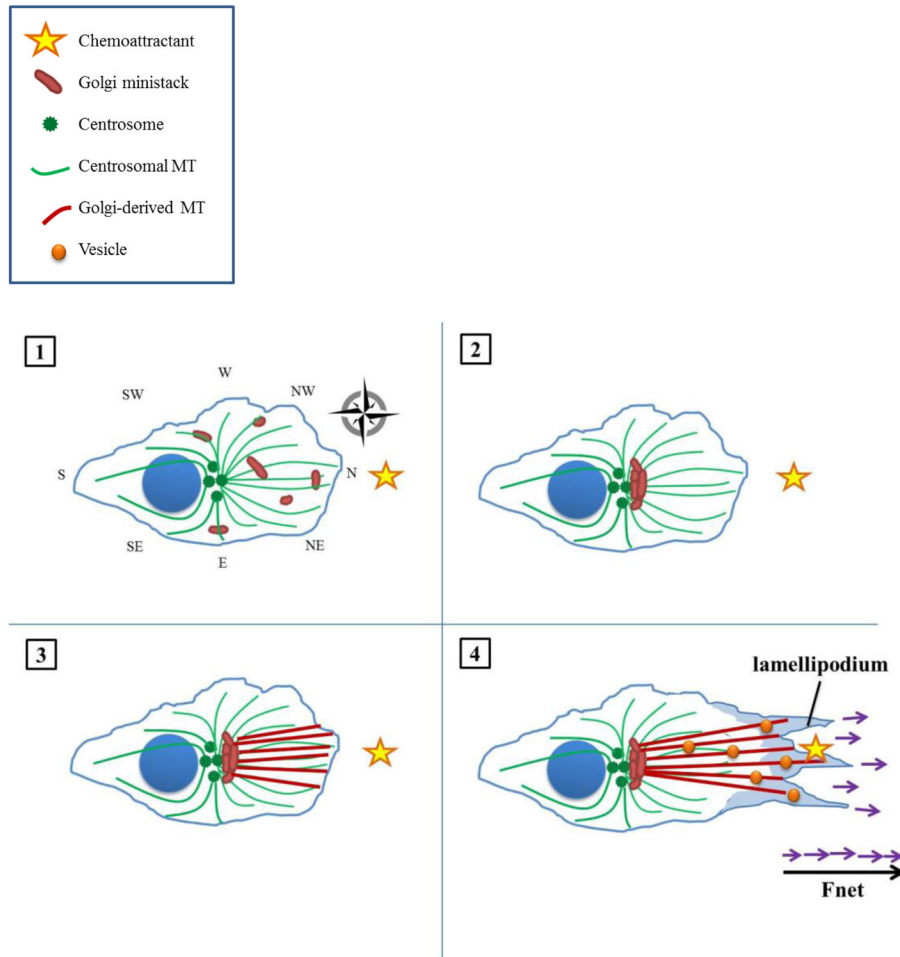 Chemoattractant
Golgi ministack
Centrosome
Centrosomal MT
Golgi-derived MT
Vesicle
1
W
SW
NW
S
N
SE
NE
E
2
3
4
lamellipodium
Fnet